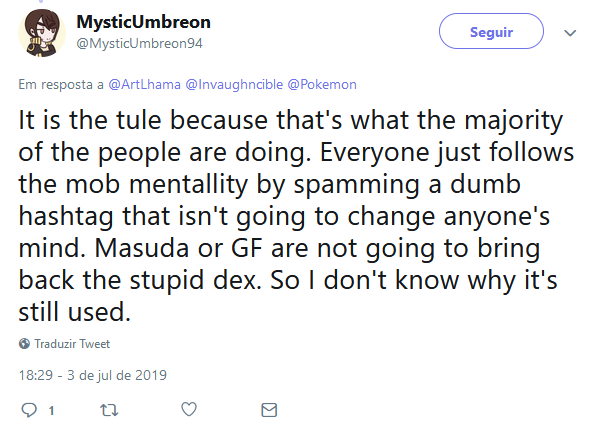 MysticUmbreon
@MysticUmbreon94
Seguir
Em resposta a @ArtLhama @Invaughncible @Pokemon
It is the tule because that's what the majority
of the people are doing. Everyone just follows
the mob mentallity by spamming a dumb
hashtag that isn't going to change anyone's
mind. Masuda or GF are not going to bring
back the stupid dex. So I don't know why it's
still used.
Traduzir Tweet
18:29 - 3 de jul de 2019
1